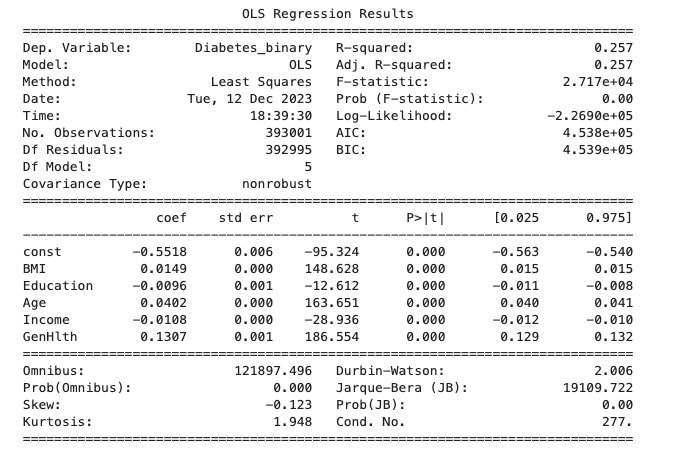 OLS Regression Results
==============================================================================
Dep. Variable:        Diabetes_binary   R-squared:                       0.257
Model:                            OLS   Adj. R-squared:                  0.257
Method:                 Least Squares   F-statistic:                 2.717e+04
Date:                Tue, 12 Dec 2023   Prob (F-statistic):               0.00
Time:                        18:39:30   Log-Likelihood:            -2.2690e+05
No. Observations:              393001   AIC:                         4.538e+05
Df Residuals:                  392995   BIC:                         4.539e+05
Df Model:                           5
Covariance Type:            nonrobust
==============================================================================
                 coef    std err          t      P>|t|      [0.025      0.975]
------------------------------------------------------------------------------
const         -0.5518      0.006    -95.324      0.000      -0.563      -0.540
BMI            0.0149      0.000    148.628      0.000       0.015       0.015
Education     -0.0096      0.001    -12.612      0.000      -0.011      -0.008
Age            0.0402      0.000    163.651      0.000       0.040       0.041
Income        -0.0108      0.000    -28.936      0.000      -0.012      -0.010
GenHlth        0.1307      0.001    186.554      0.000       0.129       0.132
==============================================================================
Omnibus:                   121897.496   Durbin-Watson:                   2.006
Prob(Omnibus):                  0.000   Jarque-Bera (JB):            19109.722
Skew:                          -0.123   Prob(JB):                         0.00
Kurtosis:                       1.948   Cond. No.                         277.
==============================================================================